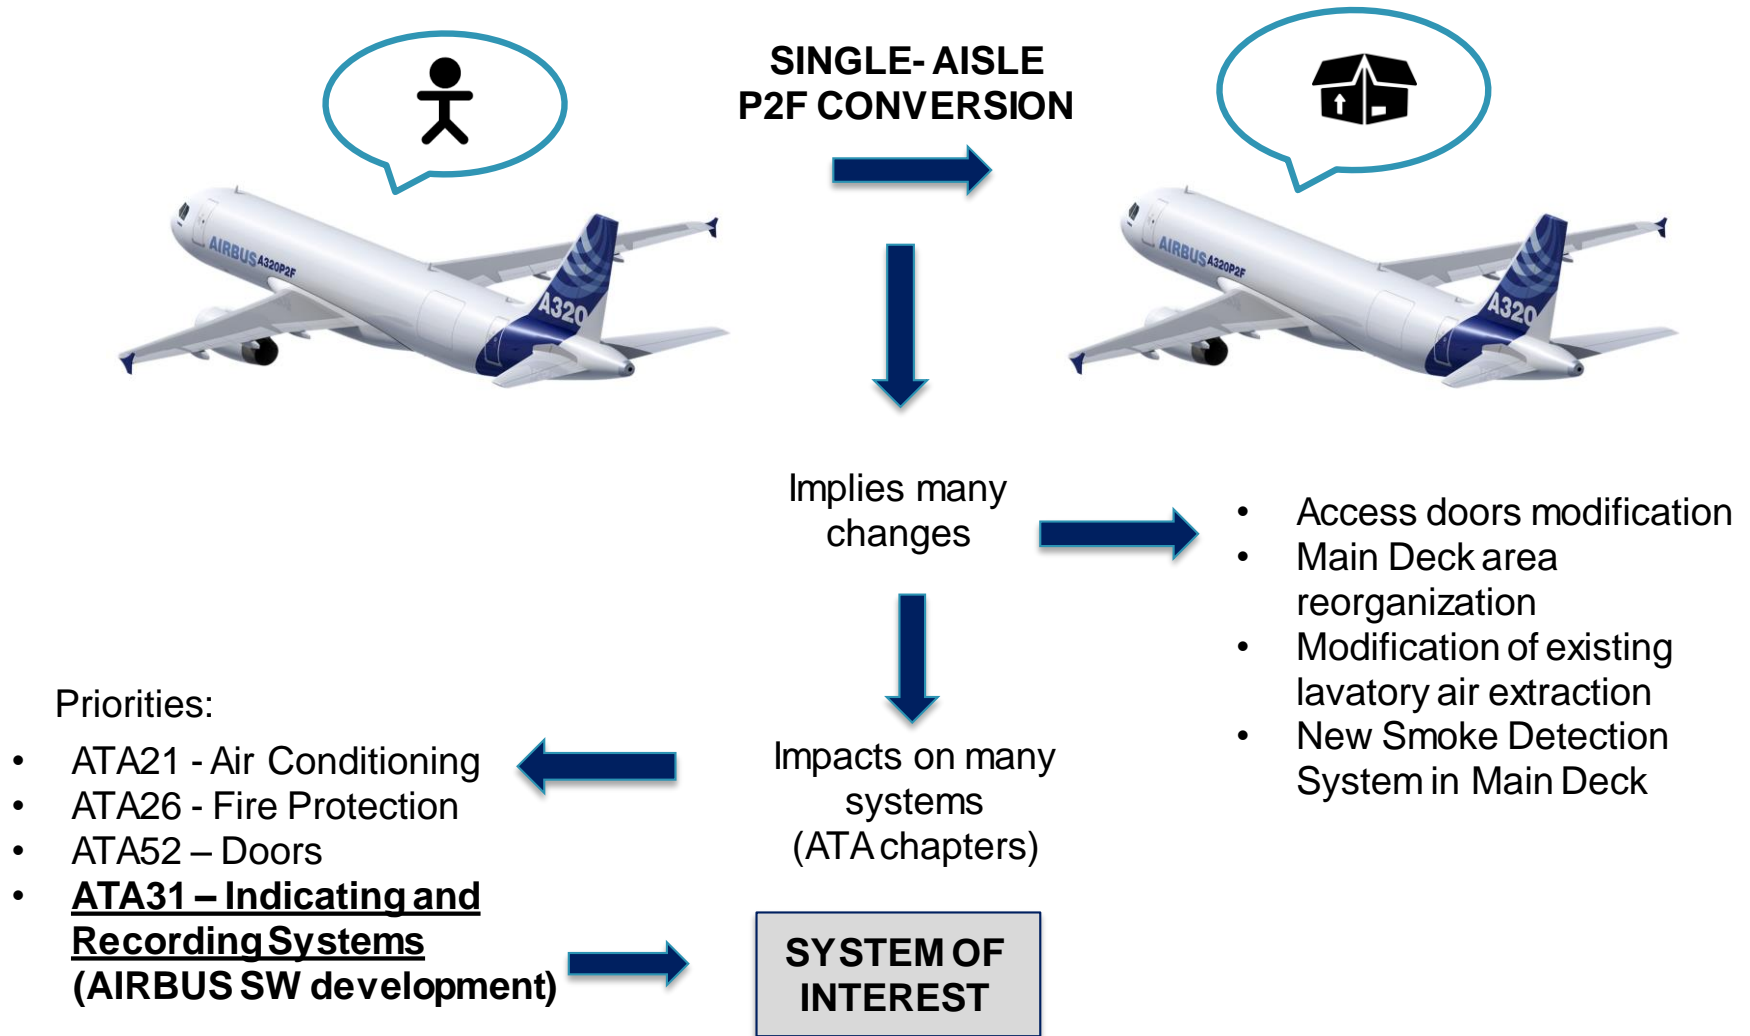 SINGLE- AISLE
P2F CONVERSION
AIRBUS A320P2F
A320
AIRBUS A320P2F
A320
Implies many
changes
• Access doors modification
• Main Deck area
reorganization
• Modification of existing
lavatory air extraction
• New Smoke Detection
System in Main Deck
Impacts on many
systems
(ATA chapters)
Priorities:
• ATA21 - Air Conditioning
• ATA26 - Fire Protection
• ATA52 – Doors
• ATA31 – Indicating and
Recording Systems
(AIRBUS SW development)
SYSTEM OF
INTEREST